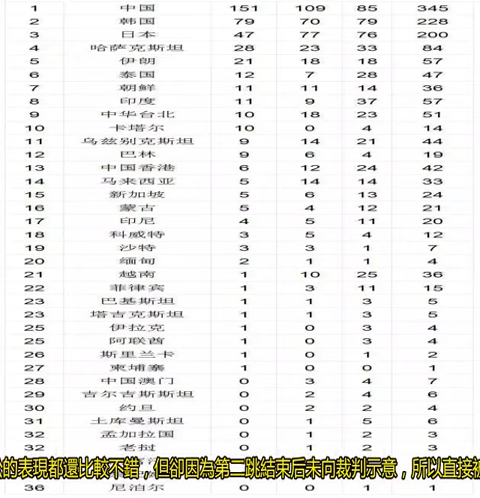 1 中国 151 109 85 345
2 韩国 79 70 79 228
3 日本 47 77 76 200
4 哈萨克斯坦 28 23 33 84
5 伊朗 21 18 18 57
6 泰国 12 7 28 47
7 朝鲜 11 11 14 36
8 印度 11 9 37 57
9 中华台北 10 18 23 51
10 卡塔尔 10 0 4 14
11 乌兹别克斯坦 9 14 21 44
12 巴林 9 6 4 19
13 中国香港 6 12 24 42
14 马来西亚 5 14 14 33
15 新加坡 5 6 13 24
16 蒙古 5 4 12 21
17 印尼 4 5 11 20
18 科威特 3 5 4 12
19 沙特 3 3 1 7
20 缅甸 2 1 1 4
21 越南 1 10 25 36
22 菲律宾 1 3 11 15
23 巴基斯坦 1 1 3 5
23 塔吉克斯坦 1 1 3 5
25 伊拉克 1 0 3 4
25 阿联酋 1 0 3 4
26 斯里兰卡 1 0 1 2
27 柬埔寨 1 0 0 1
28 中国澳门 0 3 4 7
29 吉尔吉斯斯坦 0 2 4 6
30 约旦 0 2 2 4
31 土库曼斯坦 0 1 5 6
32 孟加拉国 0 1 2 3
32 老挝 0 1 2 3
的表現都還比較不錯，但卻因為第二跳結束后未向裁判示意，所以直接
36 尼泊尔 0 0 1 1